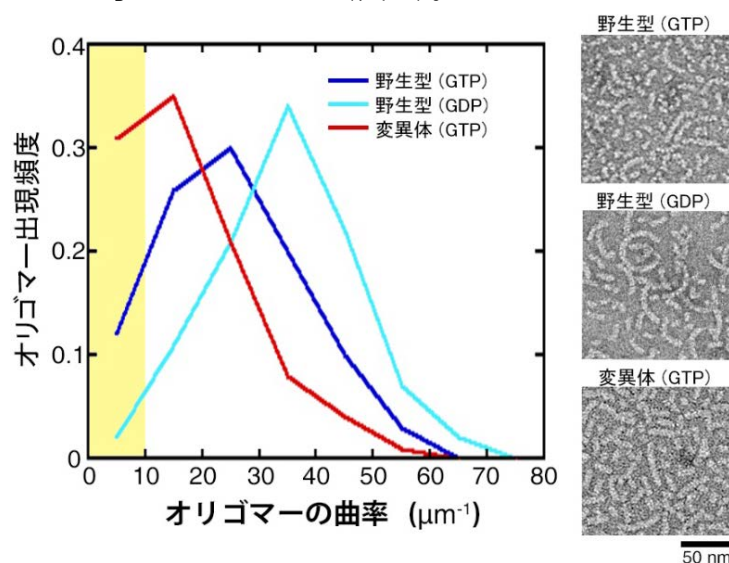 0.4
0.3
0.2
0.1
0
オリゴマー出現頻度
野生型 (GTP)
野生型 (GDP)
変異体 (GTP)
0 10 20 30 40 50 60 70 80
オリゴマーの曲率 (μm⁻¹)
野生型 (GTP)
野生型 (GDP)
変異体 (GTP)
50 nm